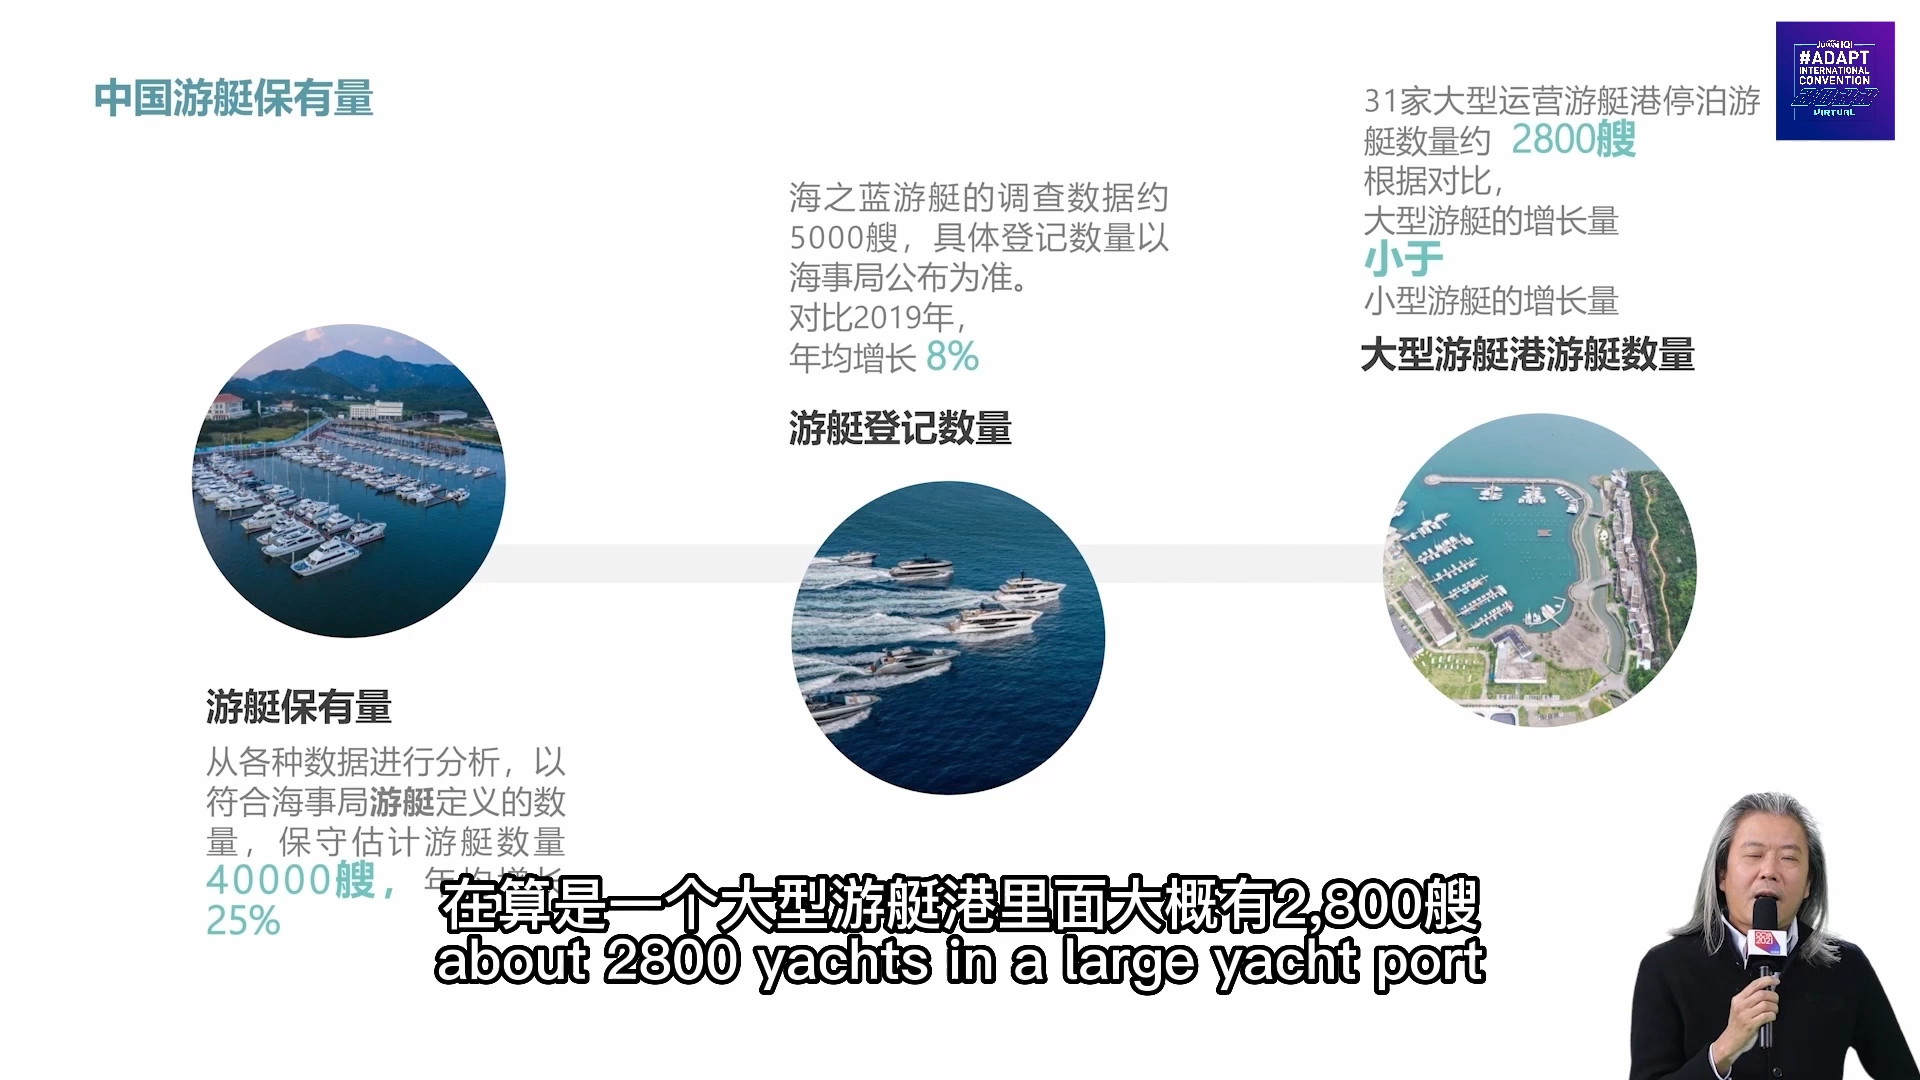 中国游艇保有量
JUWAI IQI
#ADAPT
INTERNATIONAL
CONVENTION
2022
VIRTUAL
31家大型运营游艇港停泊游
艇数量约 2800艘
根据对比，
大型游艇的增长量
小于
小型游艇的增长量
大型游艇港游艇数量
海之蓝游艇的调查数据约
5000艘，具体登记数量以
海事局公布为准。
对比2019年，
年均增长 8%
游艇登记数量
游艇保有量
从各种数据进行分析，以
符合海事局游艇定义的数
量，保守估计游艇数量
40000艘，年均增长
25%
在算是一个大型游艇港里面大概有2,800艘
about 2800 yachts in a large yacht port
2021